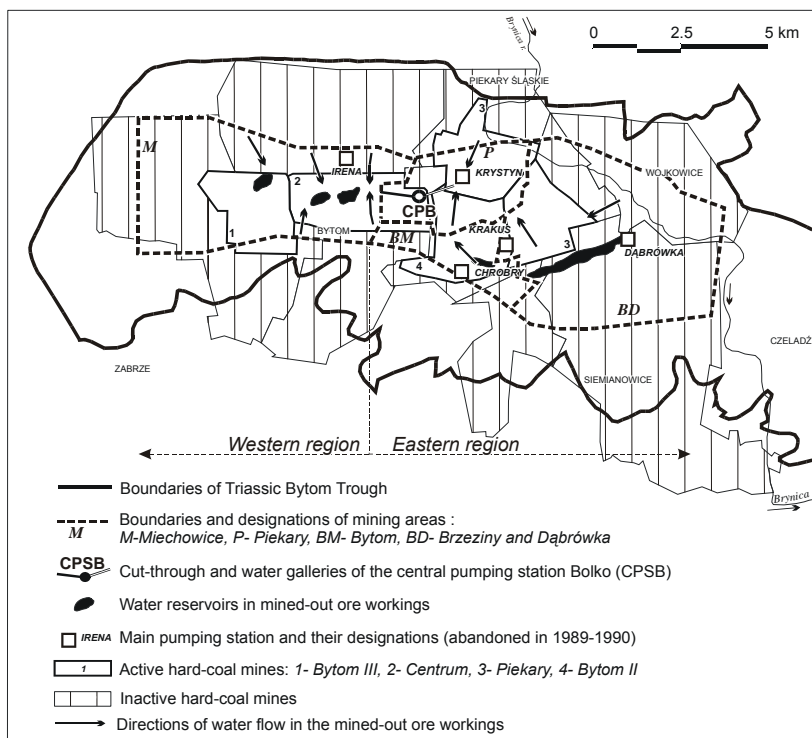 Brynica r.
0 2.5 5 km
PIEKARY ŚLĄSKIE
3
M
P
IRENA
KRYSTYN
WOJKOWICE
2
CPB
1
BYTOM
BM
KRAKUS
3
DĄBRÓWKA
4
CHROBRY
BD
CZELADŹ
ZABRZE
SIEMIANOWICE
Western region Eastern region
Brynica
Boundaries of Triassic Bytom Trough
Boundaries and designations of mining areas :
M M-Miechowice, P- Piekary, BM- Bytom, BD- Brzeziny and Dąbrówka
CPSB
Cut-through and water galleries of the central pumping station Bolko (CPSB)
Water reservoirs in mined-out ore workings
IRENA Main pumping station and their designations (abandoned in 1989-1990)
1 Active hard-coal mines: 1- Bytom III, 2- Centrum, 3- Piekary, 4- Bytom II
Inactive hard-coal mines
Directions of water flow in the mined-out ore workings